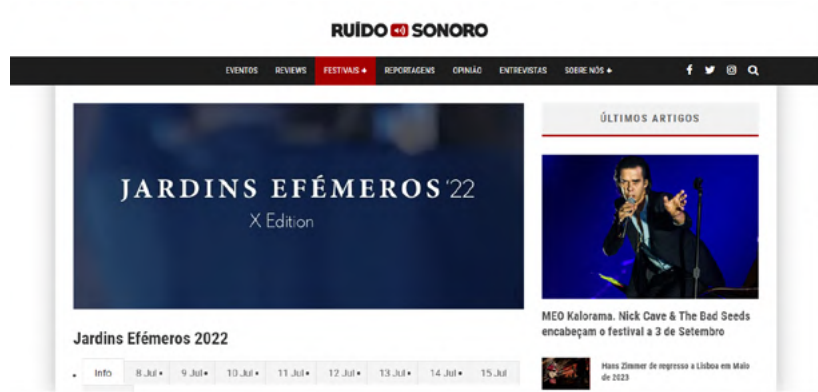 RUÍDO SONORO
EVENTOS REVIEWS FESTIVAIS REPORTAGENS OPINIÃO ENTREVISTAS SOBRE NÓS
JARDINS EFÉMEROS '22
X Edition
Jardins Efémeros 2022
Info 8 Jul 9 Jul 10 Jul 11 Jul 12 Jul 13 Jul 14 Jul 15 Jul
ÚLTIMOS ARTIGOS
MEO Kalorama. Nick Cave & The Bad Seeds
encabeçam o festival a 3 de Setembro
Hans Zimmer de regresso a Lisboa em Maio
de 2023